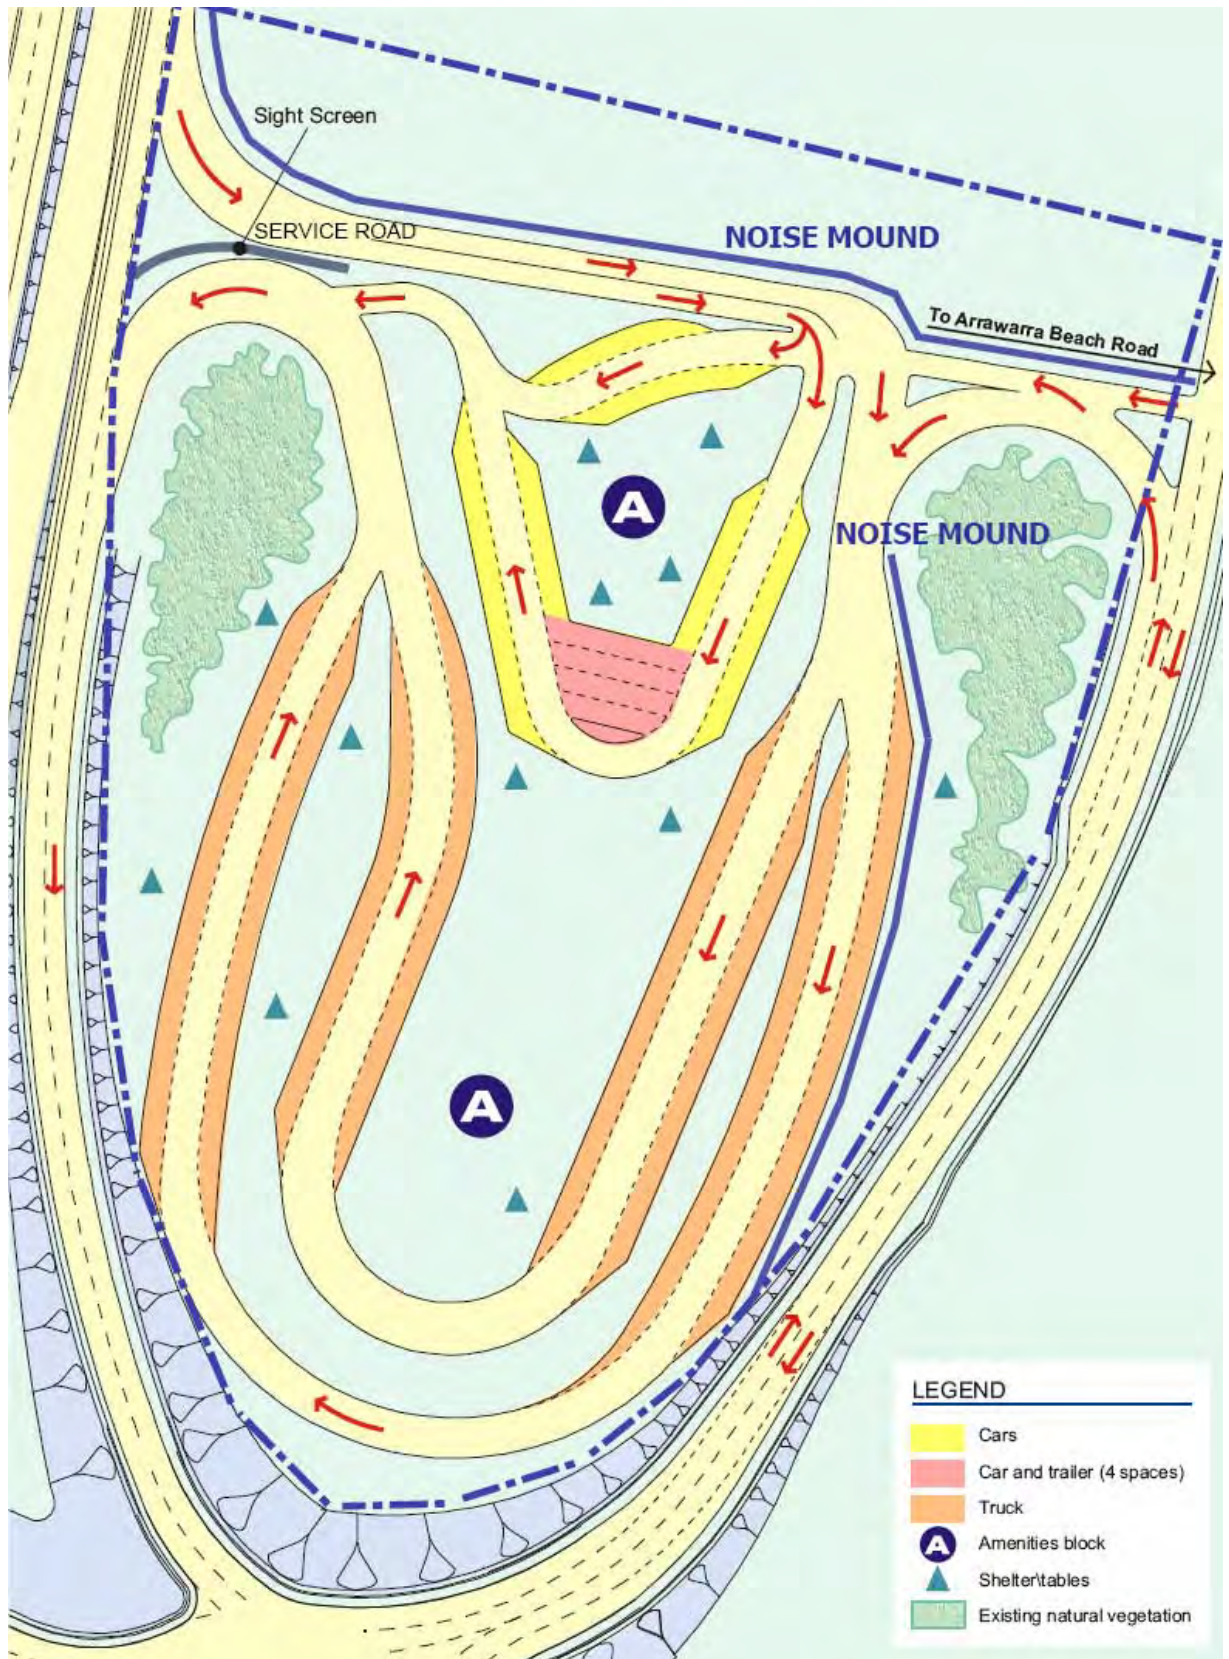 Sight Screen
SERVICE ROAD
NOISE MOUND
To Arrawarra Beach Road
A
NOISE MOUND
A
LEGEND
Cars
Car and trailer (4 spaces)
Truck
A
Amenities block
Shelter\tables
Existing natural vegetation